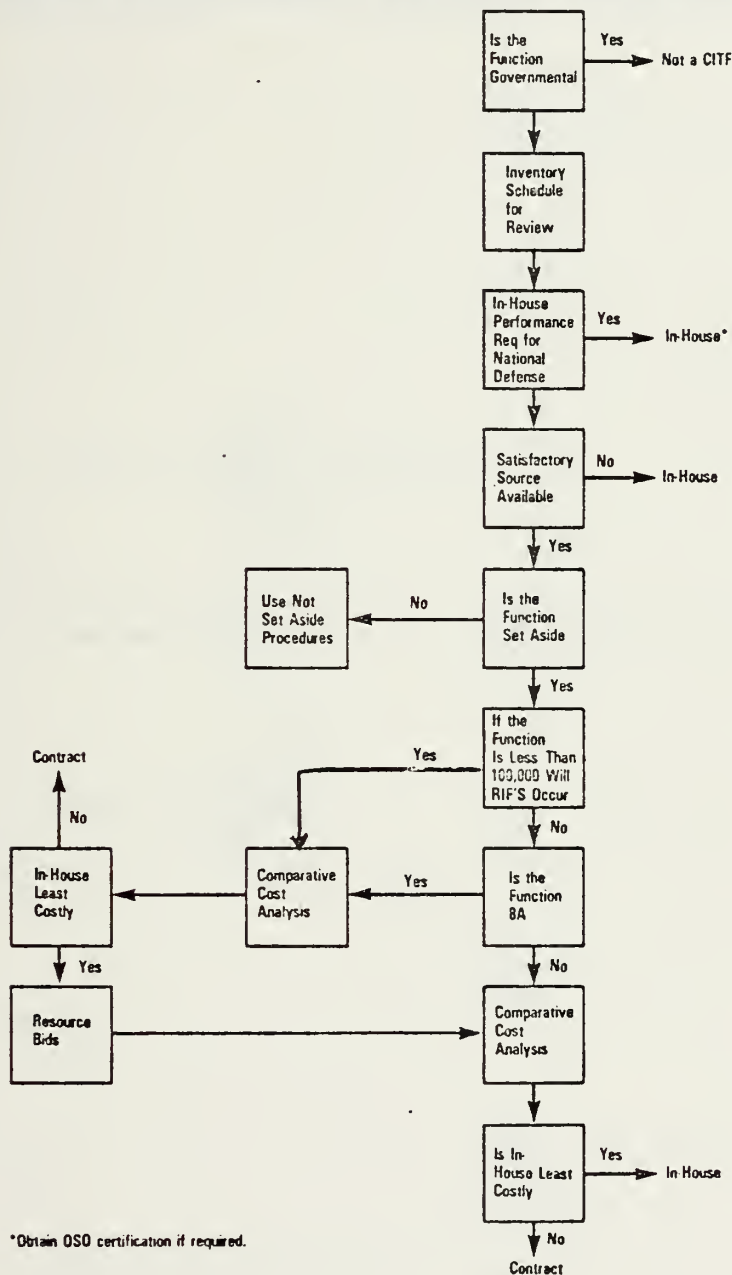 Is the
Function
Governmental
Yes
Not a CITF
Inventory
Schedule
for
Review
In-House
Performance
Req for
National
Defense
Yes
In-House*
Satisfactory
Source
Available
No
In-House
Yes
Use Not
Set Aside
Procedures
No
Is the
Function
Set Aside
Yes
If the
Function
Is Less Than
100,000 Will
RIF'S Occur
Yes
Contract
No
No
In-House
Least
Costly
Comparative
Cost
Analysis
Yes
Is the
Function
8A
Yes
No
Resource
Bids
Comparative
Cost
Analysis
Is In-
House Least
Costly
Yes
In-House
No
Contract
*Obtain OSD certification if required.